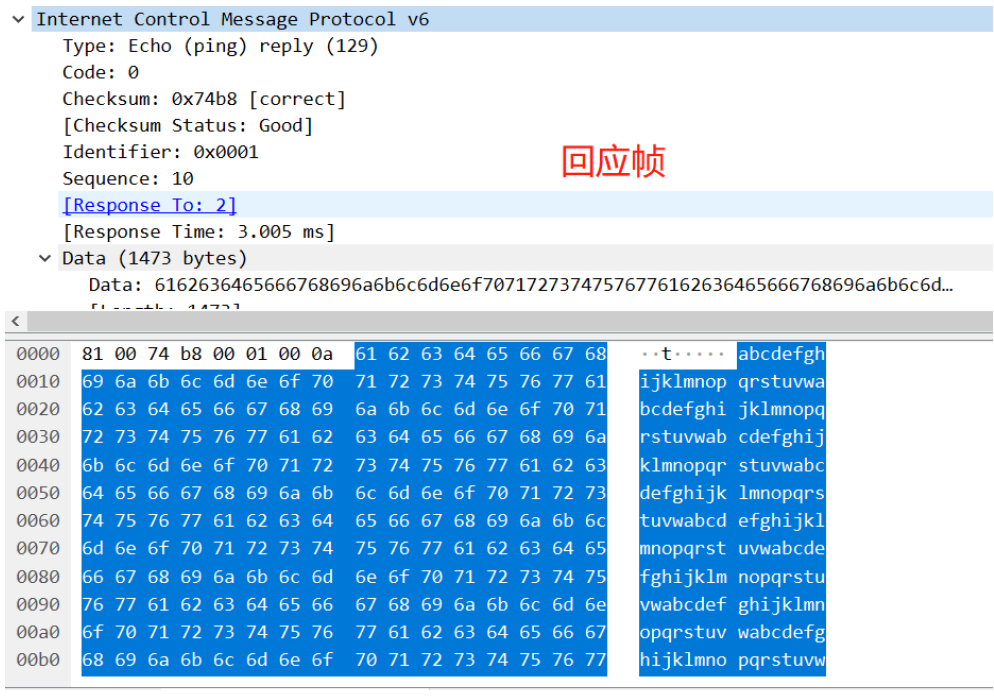 Internet Control Message Protocol v6
Type: Echo (ping) reply (129)
Code: 0
Checksum: 0x74b8 [correct]
[Checksum Status: Good]
Identifier: 0x0001
回应帧
Sequence: 10
[Response To: 2]
[Response Time: 3.005 ms]
Data (1473 bytes)
Data: 6162636465666768696a6b6c6d6e6f70717273747576776162636465666768696a6b6c6d…
0000 81 00 74 b8 00 01 00 0a 61 62 63 64 65 66 67 68 ··t····· abcdefgh
0010 69 6a 6b 6c 6d 6e 6f 70 71 72 73 74 75 76 77 61 ijklmnop qrstuvwa
0020 62 63 64 65 66 67 68 69 6a 6b 6c 6d 6e 6f 70 71 bcdefghi jklmnopq
0030 72 73 74 75 76 77 61 62 63 64 65 66 67 68 69 6a rstuvwab cdefghij
0040 6b 6c 6d 6e 6f 70 71 72 73 74 75 76 77 61 62 63 klmnopqr stuvwabc
0050 64 65 66 67 68 69 6a 6b 6c 6d 6e 6f 70 71 72 73 defghijk lmnopqrs
0060 74 75 76 77 61 62 63 64 65 66 67 68 69 6a 6b 6c tuvwabcd efghijkl
0070 6d 6e 6f 70 71 72 73 74 75 76 77 61 62 63 64 65 mnopqrst uvwabcde
0080 66 67 68 69 6a 6b 6c 6d 6e 6f 70 71 72 73 74 75 fghijklm nopqrstu
0090 76 77 61 62 63 64 65 66 67 68 69 6a 6b 6c 6d 6e vwabcdef ghijklmn
00a0 6f 70 71 72 73 74 75 76 77 61 62 63 64 65 66 67 opqrstuv wabcdefg
00b0 68 69 6a 6b 6c 6d 6e 6f 70 71 72 73 74 75 76 77 hijklmno pqrstuvw